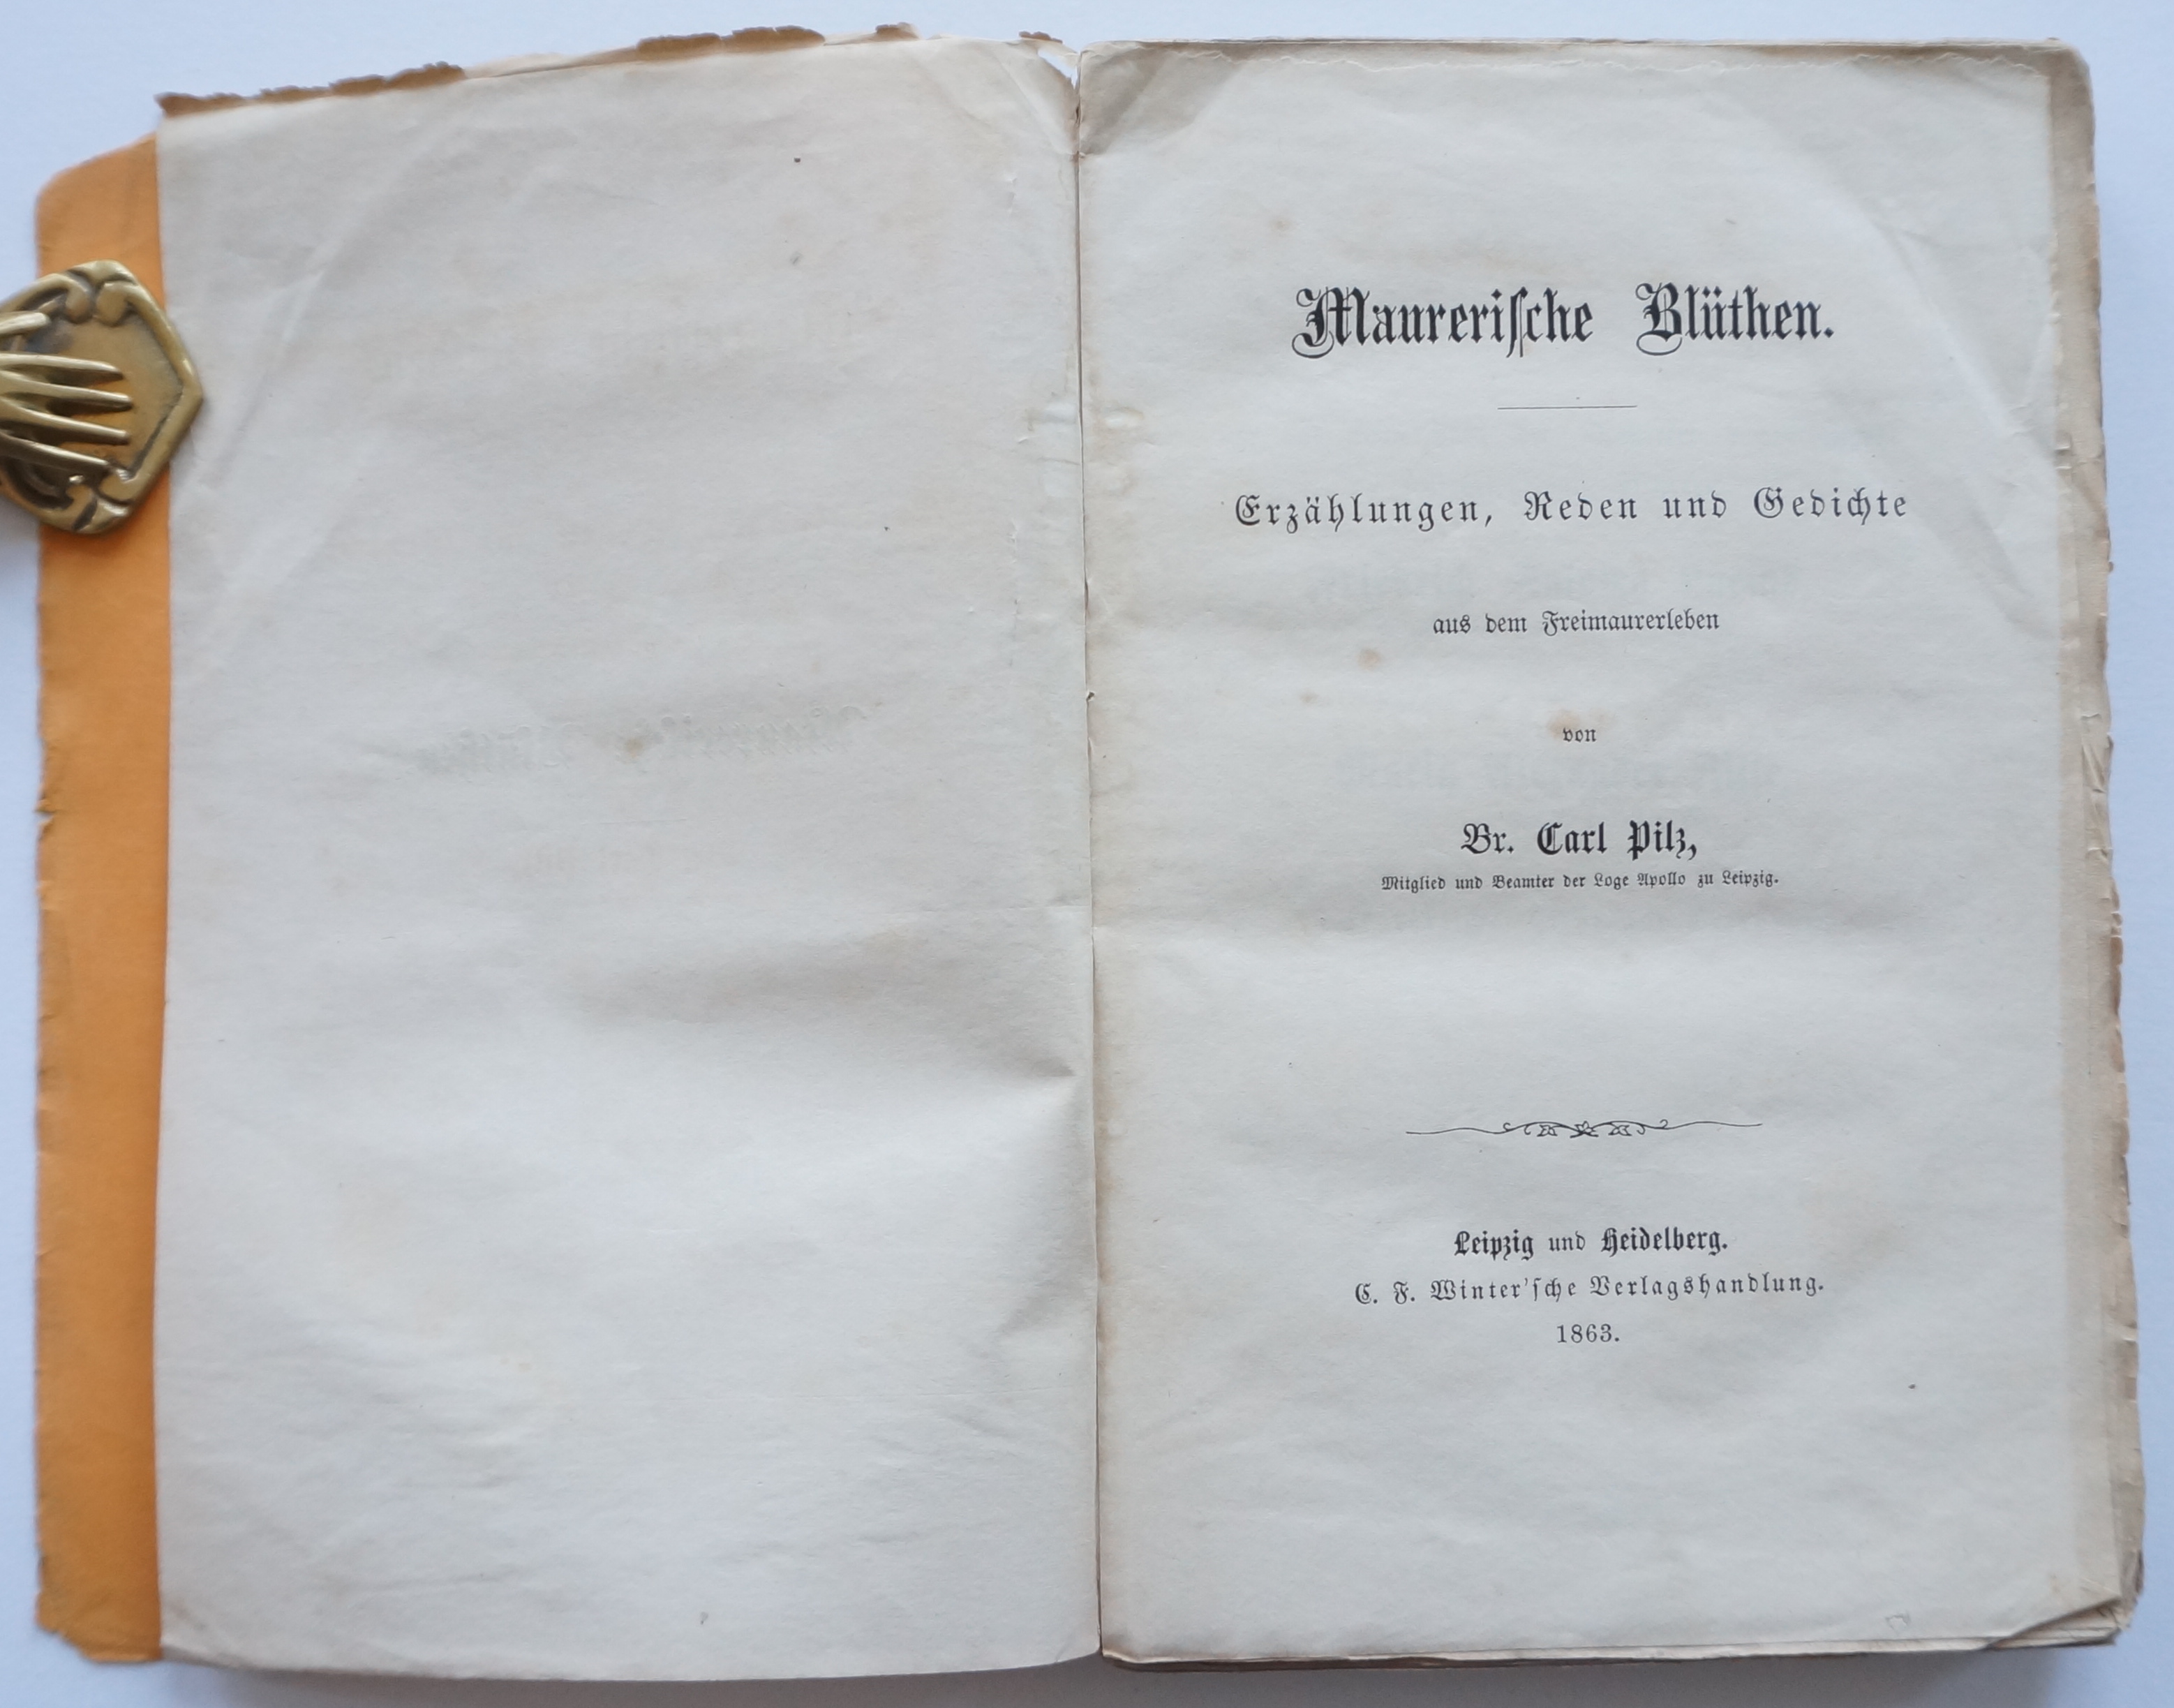 Maureriſche Blüthen.
Erzählungen, Reden und Gedichte
aus dem Freimaurerleben
von
Br. Carl Pilz,
Mitglied und Beamter der Loge Apollo zu Leipzig.
Leipzig und Heidelberg.
C. F. Winter'ſche Verlagshandlung.
1863.